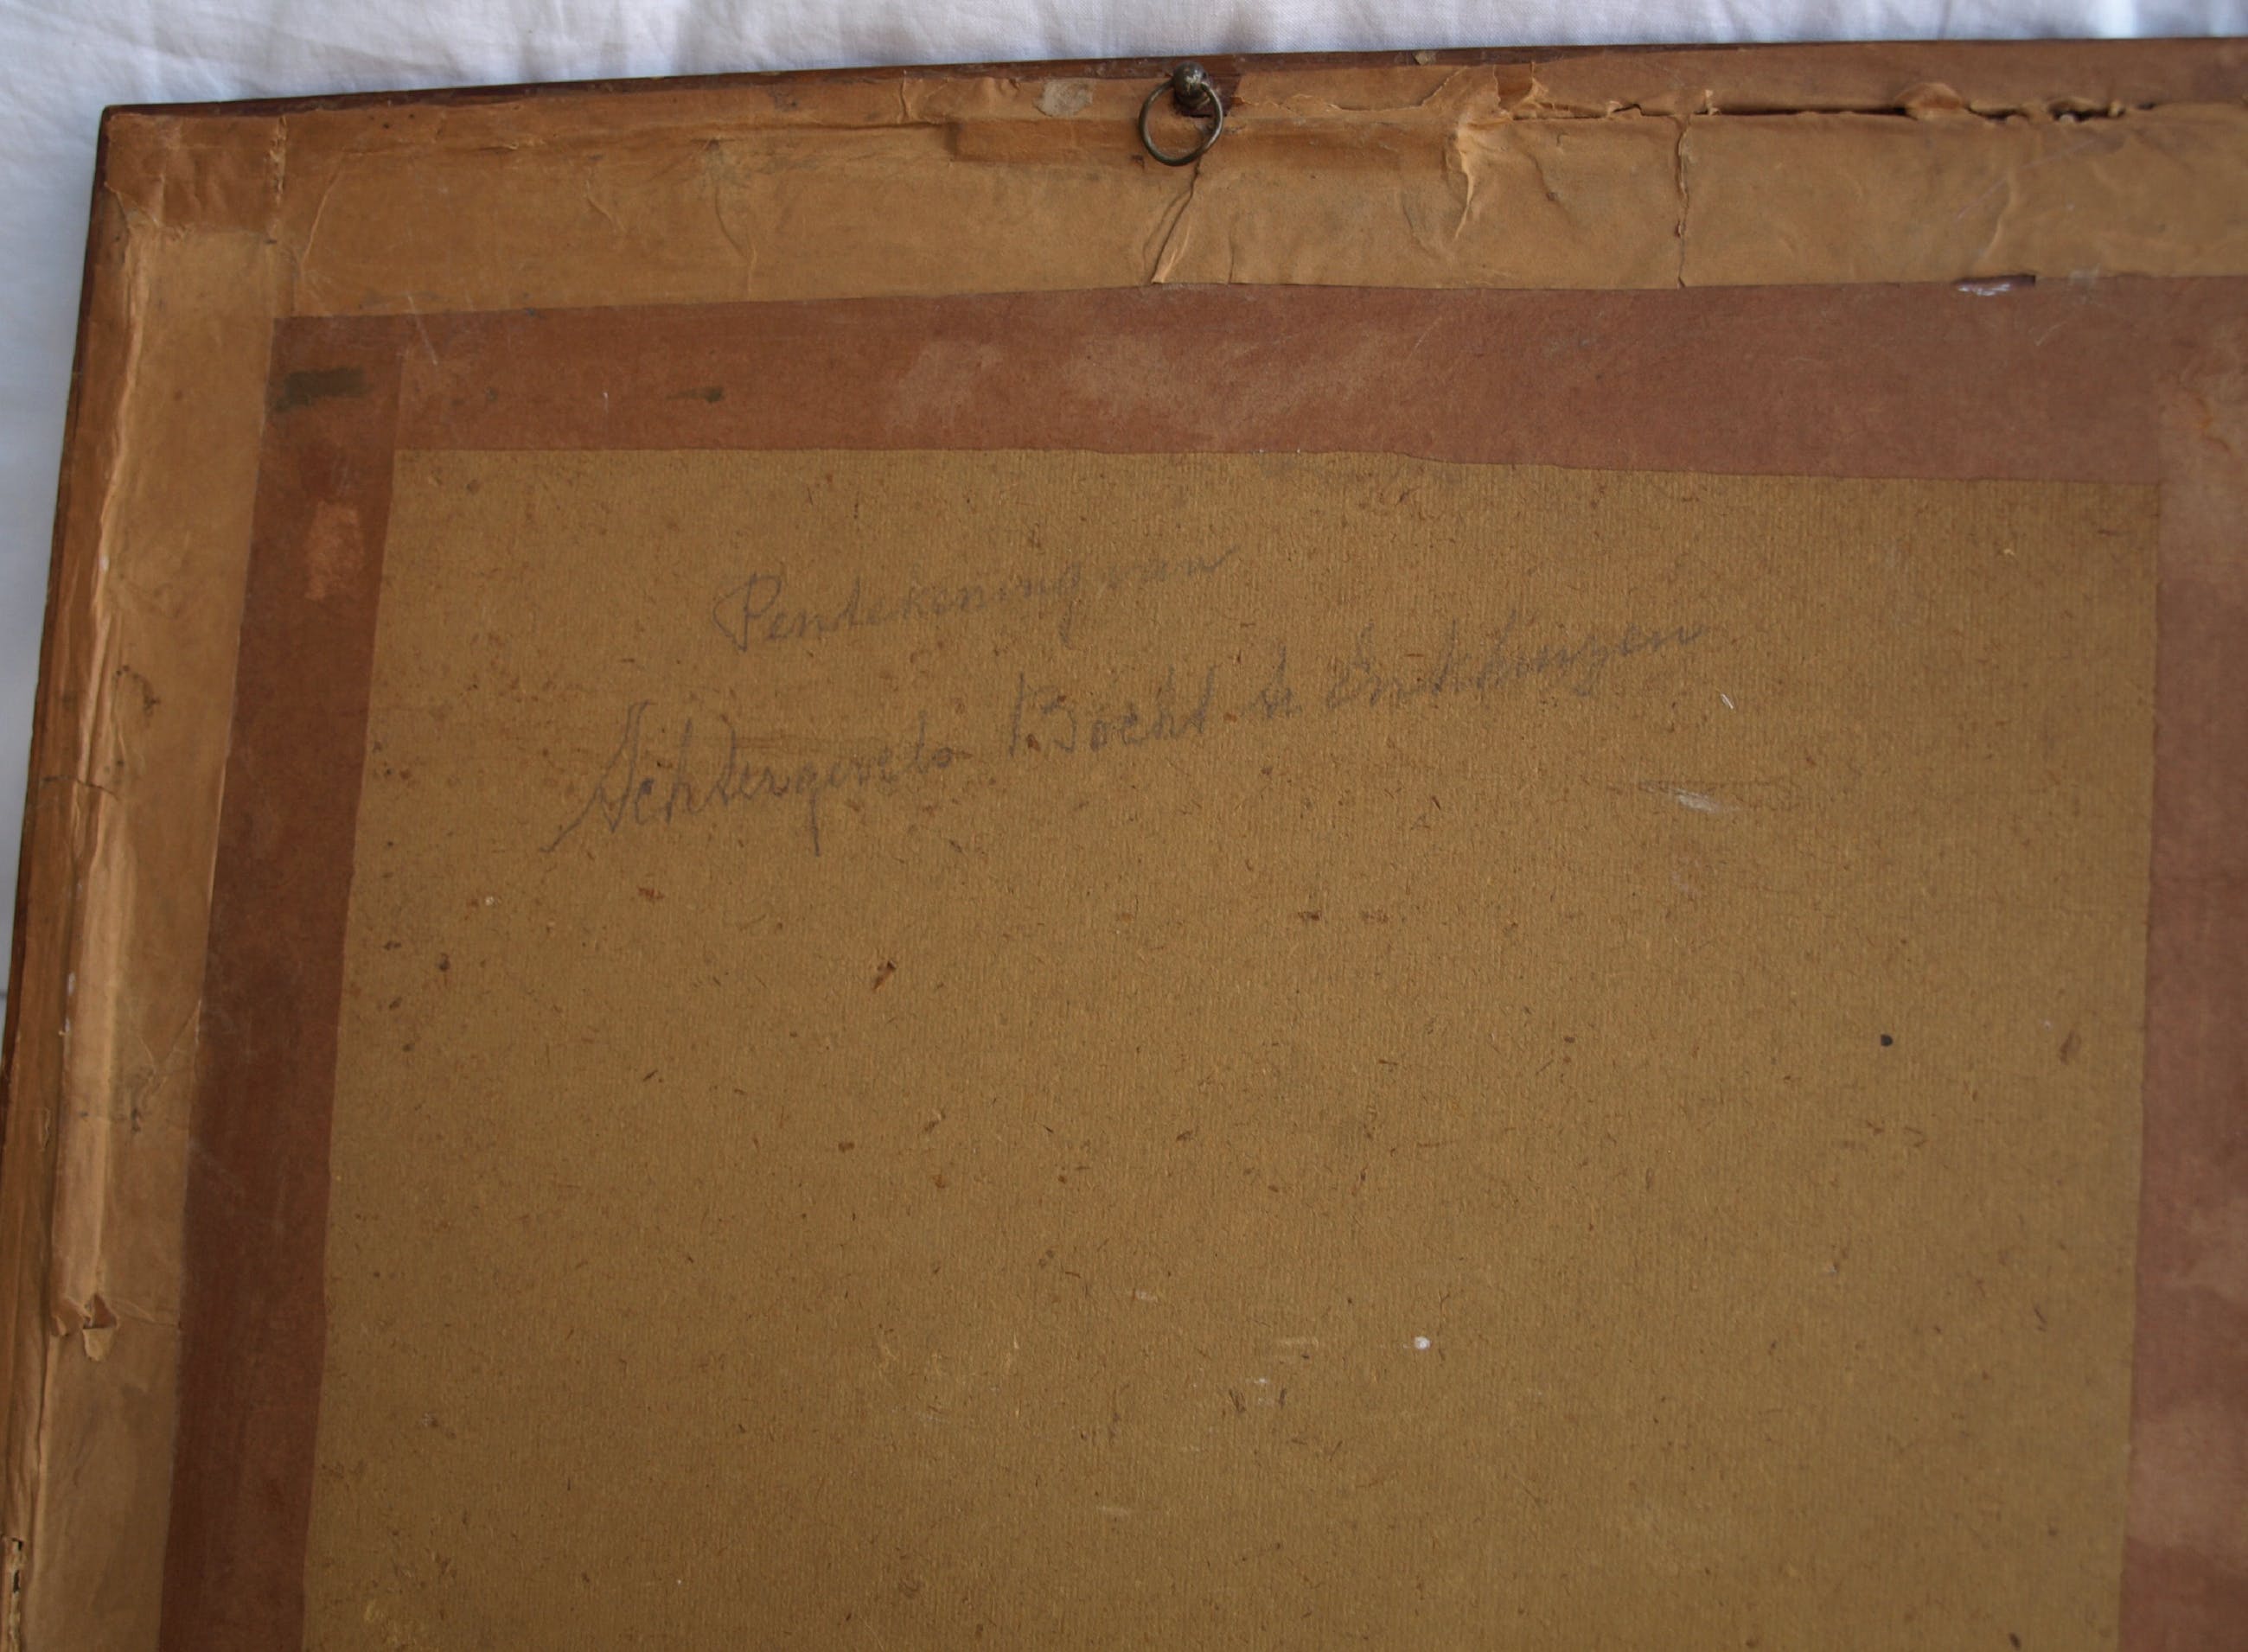 Pentekening van
Achtergevels Bocht te Enkhuizen